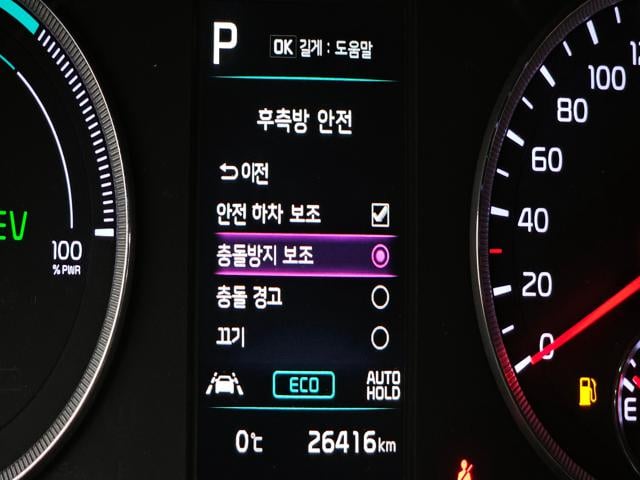 P
OK 길게 : 도움말
후측방 안전
이전
안전 하차 보조
충돌방지 보조
충돌 경고
끄기
ECO
AUTO HOLD
0℃ 26416 km
EV
100
% PWR
100
80
60
40
20
0
E